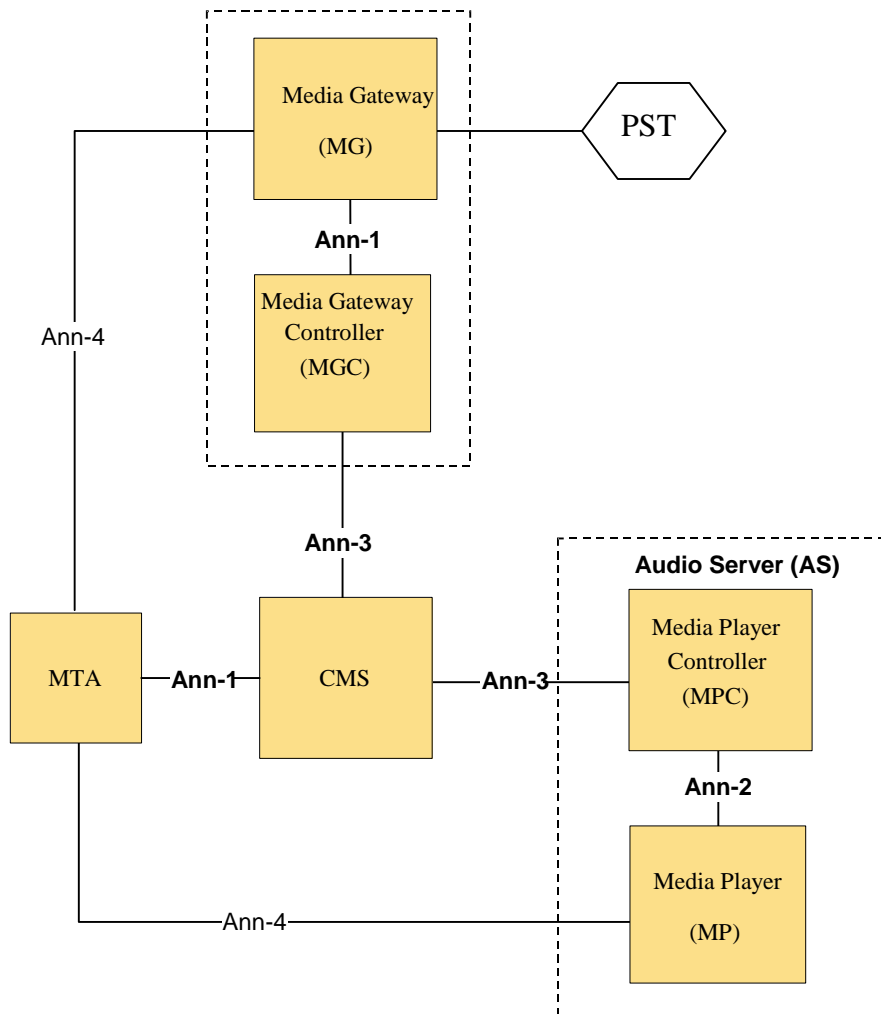 Media Gateway
(MG)
PST
Ann-1
Media Gateway
Controller
(MGC)
Ann-4
Ann-3
Audio Server (AS)
Media Player
Controller
(MPC)
MTA
Ann-1
CMS
Ann-3
Ann-2
Media Player
(MP)
Ann-4